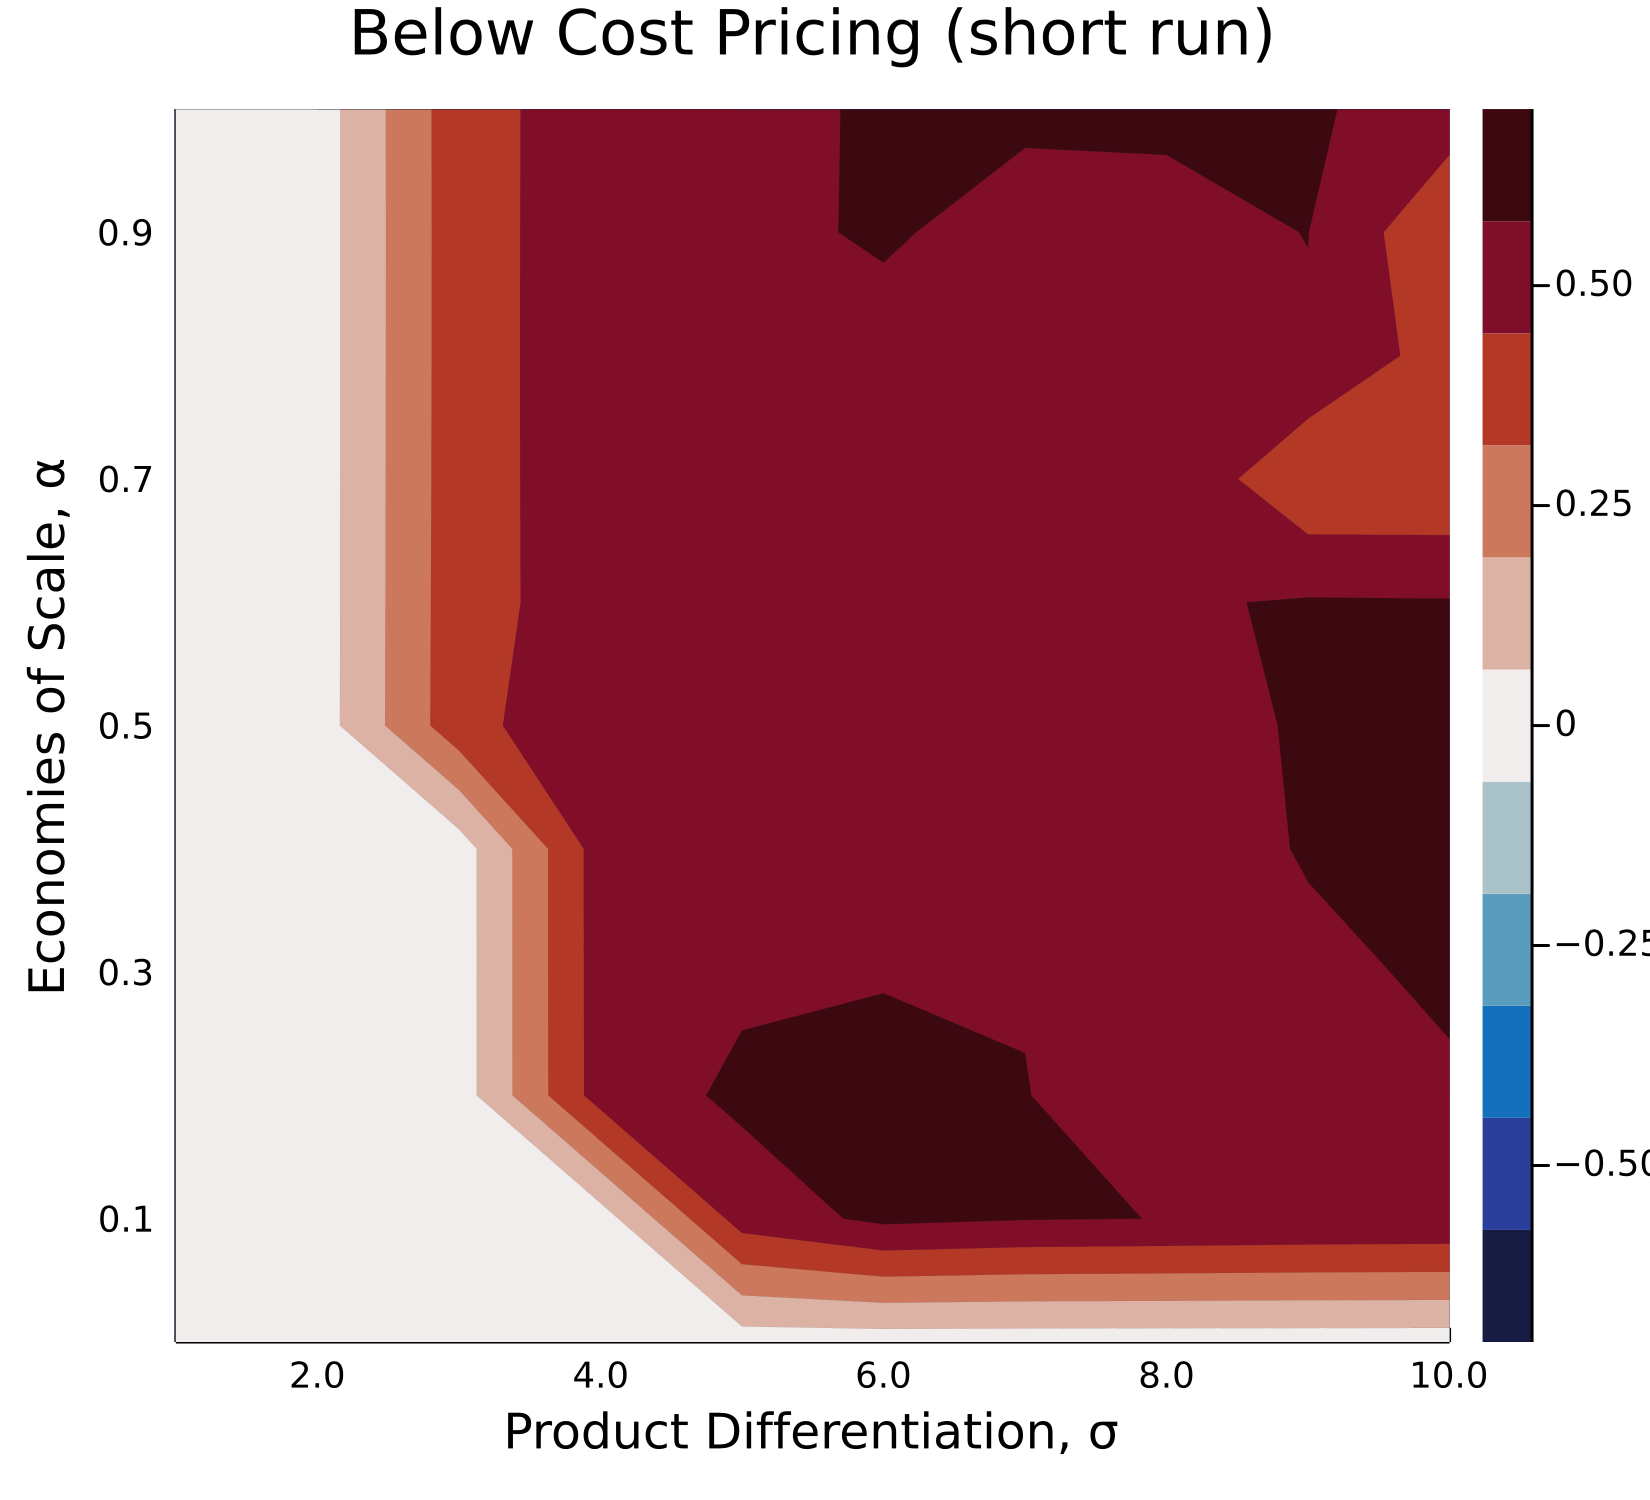 Below Cost Pricing (short run)
Economies of Scale, α
0.9
0.7
0.5
0.3
0.1
2.0 4.0 6.0 8.0 10.0
Product Differentiation, σ
0.50
0.25
0
−0.25
−0.50